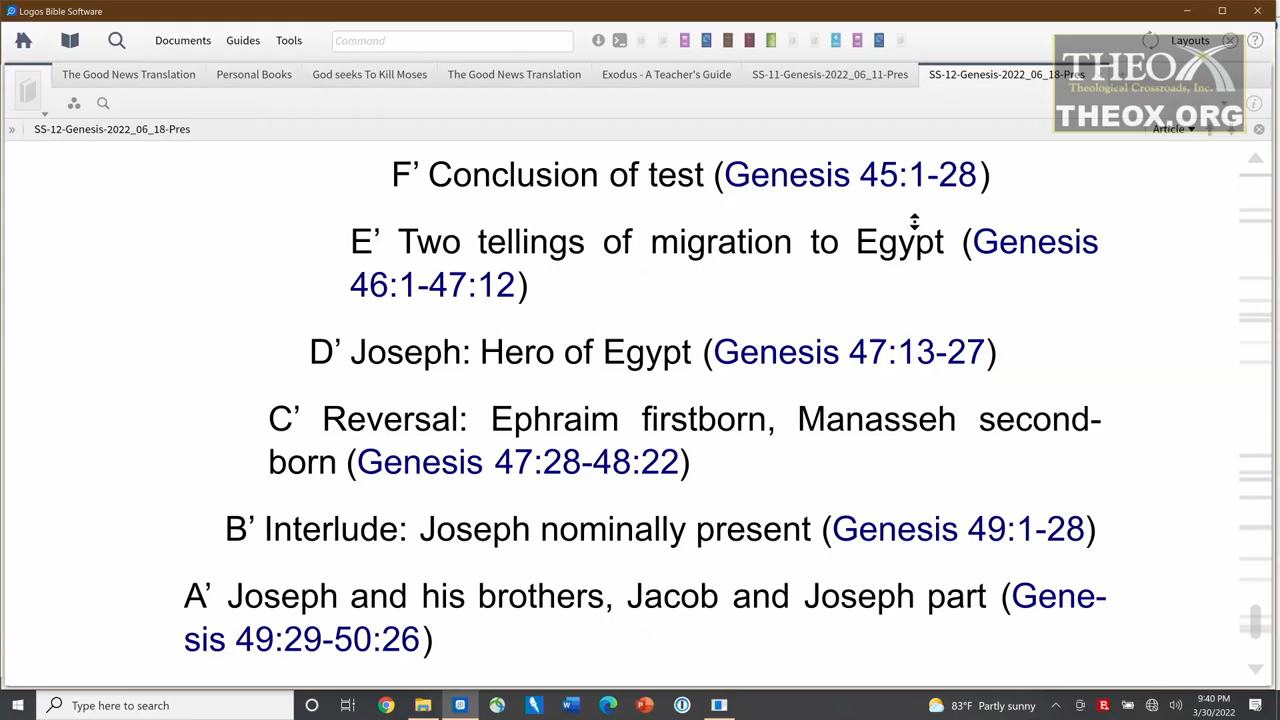 Logos Bible Software
Documents Guides Tools Command Layouts
The Good News Translation Personal Books God seeks To Kill Moses The Good News Translation Exodus - A Teacher's Guide SS-11-Genesis-2022_06_11-Pres SS-12-Genesis-2022_06_18-Pres
THEOX
Theological Crossroads, Inc.
THEOX.ORG
SS-12-Genesis-2022_06_18-Pres Article
F’ Conclusion of test (Genesis 45:1-28)
E’ Two tellings of migration to Egypt (Genesis
46:1-47:12)
D’ Joseph: Hero of Egypt (Genesis 47:13-27)
C’ Reversal: Ephraim firstborn, Manasseh second-
born (Genesis 47:28-48:22)
B’ Interlude: Joseph nominally present (Genesis 49:1-28)
A’ Joseph and his brothers, Jacob and Joseph part (Gene-
sis 49:29-50:26)
Type here to search
83°F Partly sunny
9:40 PM
3/30/2022